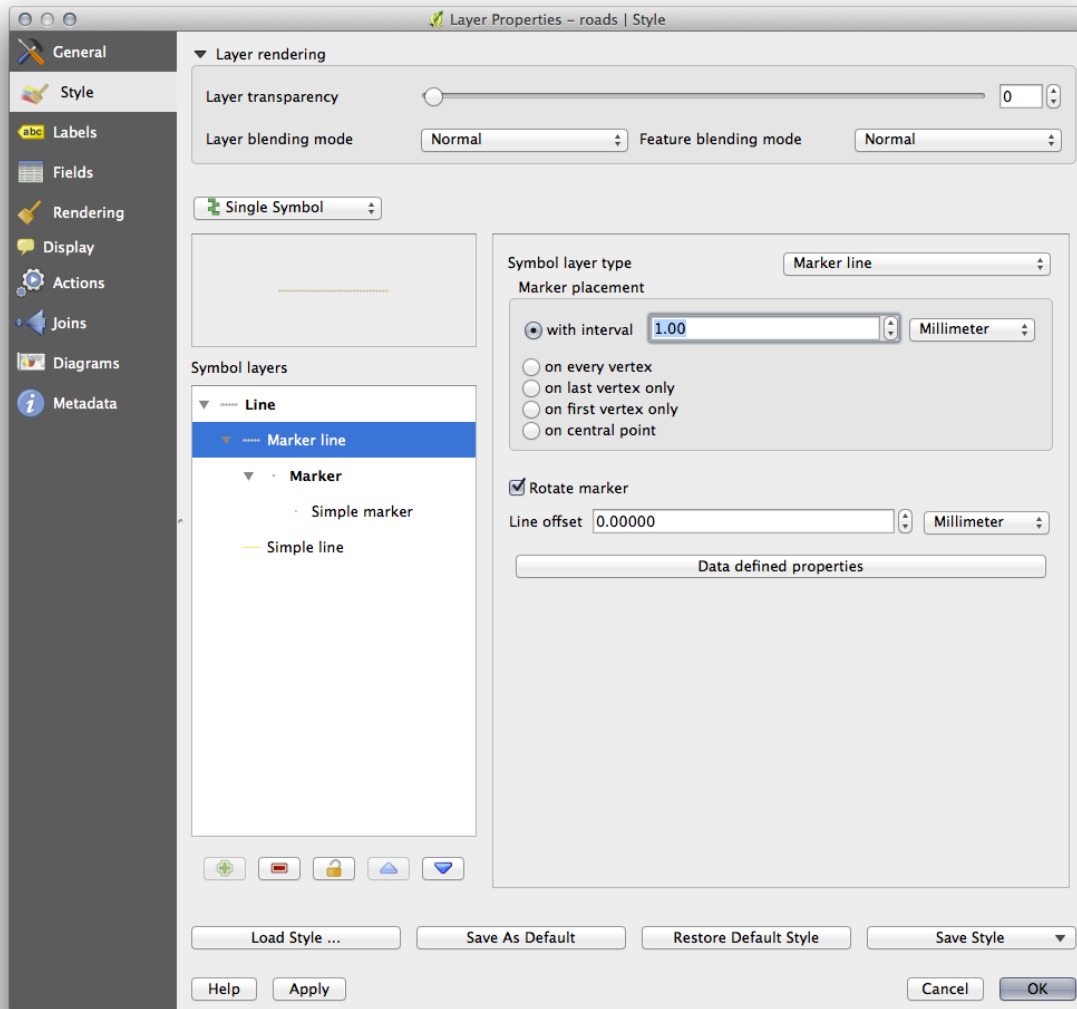 Layer Properties – roads | Style
General
Style
abc Labels
Fields
Rendering
Display
Actions
Joins
Diagrams
i Metadata
Layer rendering
Layer transparency 0
Layer blending mode Normal Feature blending mode Normal
Single Symbol
Symbol layers
Line
Marker line
Marker
Simple marker
Simple line
Symbol layer type Marker line
Marker placement
with interval 1.00 Millimeter
on every vertex
on last vertex only
on first vertex only
on central point
Rotate marker
Line offset 0.00000 Millimeter
Data defined properties
Load Style ... Save As Default Restore Default Style Save Style
Help Apply Cancel OK